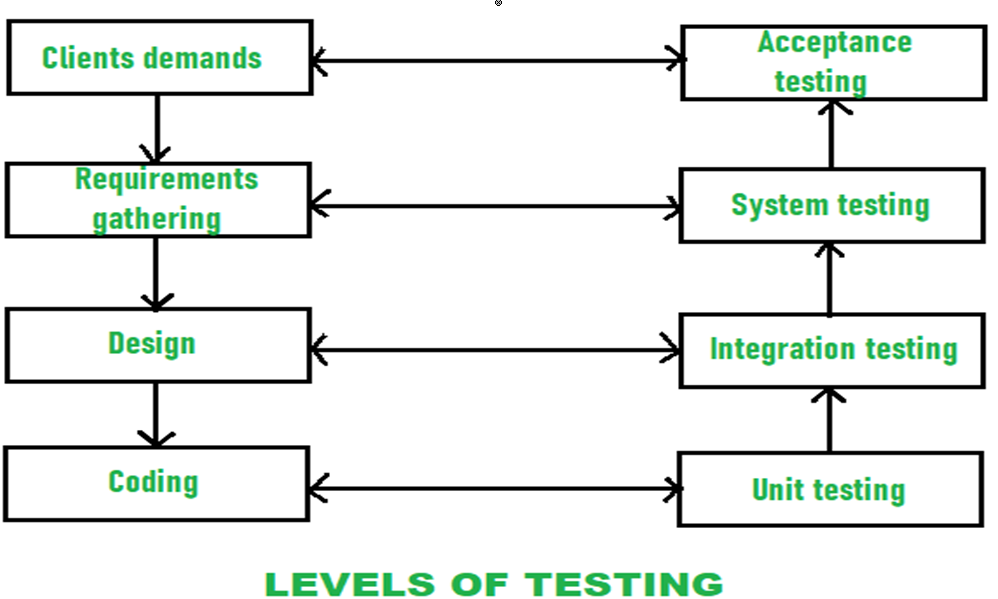 Clients demands
Acceptance
testing
Requirements
gathering
System testing
Design
Integration testing
Coding
Unit testing
LEVELS OF TESTING